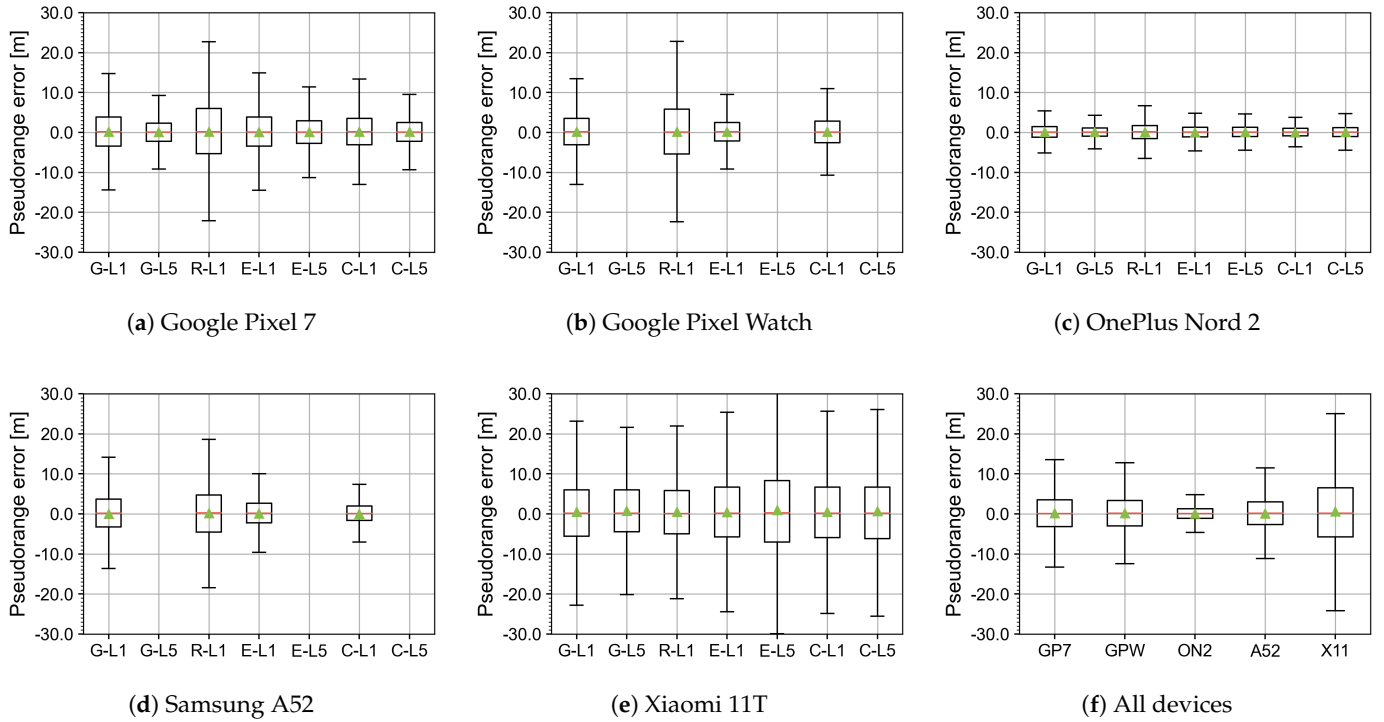 30.0
20.0
10.0
0.0
-10.0
-20.0
-30.0
Pseudorange error [m]
G-L1 G-L5 R-L1 E-L1 E-L5 C-L1 C-L5
(a) Google Pixel 7
30.0
20.0
10.0
0.0
-10.0
-20.0
-30.0
Pseudorange error [m]
G-L1 G-L5 R-L1 E-L1 E-L5 C-L1 C-L5
(b) Google Pixel Watch
30.0
20.0
10.0
0.0
-10.0
-20.0
-30.0
Pseudorange error [m]
G-L1 G-L5 R-L1 E-L1 E-L5 C-L1 C-L5
(c) OnePlus Nord 2
30.0
20.0
10.0
0.0
-10.0
-20.0
-30.0
Pseudorange error [m]
G-L1 G-L5 R-L1 E-L1 E-L5 C-L1 C-L5
(d) Samsung A52
30.0
20.0
10.0
0.0
-10.0
-20.0
-30.0
Pseudorange error [m]
G-L1 G-L5 R-L1 E-L1 E-L5 C-L1 C-L5
(e) Xiaomi 11T
30.0
20.0
10.0
0.0
-10.0
-20.0
-30.0
Pseudorange error [m]
GP7 GPW ON2 A52 X11
(f) All devices